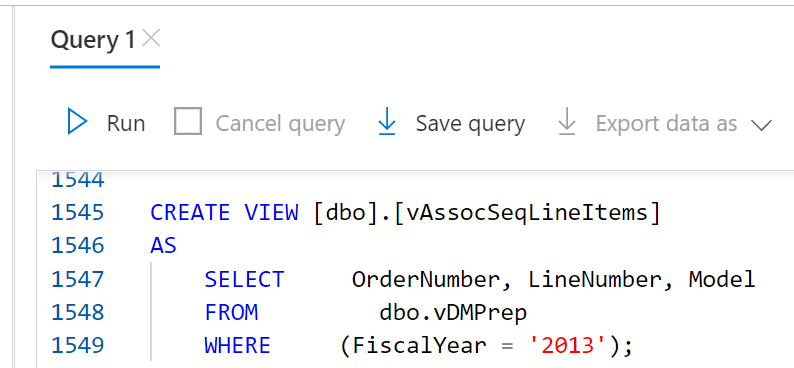 Query 1
Run Cancel query Save query Export data as
1544
1545 CREATE VIEW [dbo].[vAssocSeqLineItems]
1546 AS
1547 SELECT OrderNumber, LineNumber, Model
1548 FROM dbo.vDMPrep
1549 WHERE (FiscalYear = '2013');